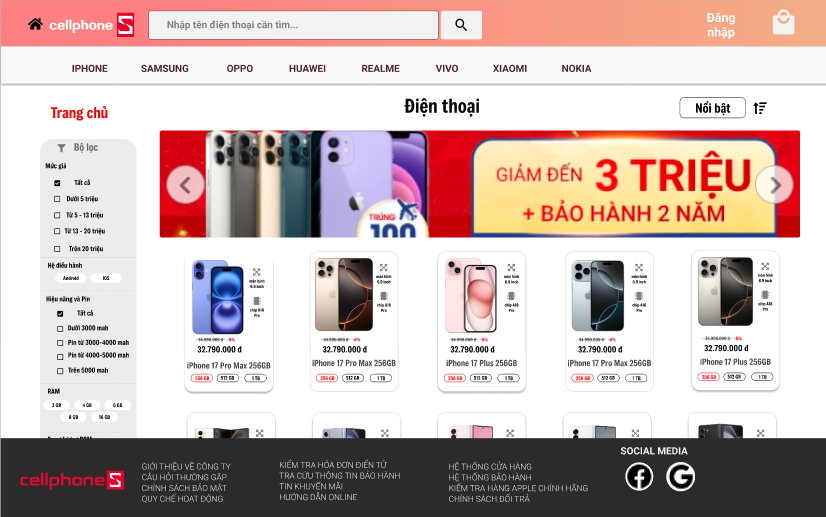 cellphoneS
Nhập tên điện thoại cần tìm...
Đăng
nhập
IPHONE
SAMSUNG
OPPO
HUAWEI
REALME
VIVO
XIAOMI
NOKIA
Trang chủ
Điện thoại
Nổi bật
Bộ lọc
Mức giá
Tất cả
Dưới 5 triệu
Từ 5 - 13 triệu
Từ 13 - 20 triệu
Trên 20 triệu
Hệ điều hành
Android
IOS
Hiệu năng và Pin
Tất cả
Dưới 3000 mah
Pin từ 3000-4000 mah
Pin từ 4000-5000 mah
Trên 5000 mah
RAM
3 GB
4 GB
6 GB
8 GB
16 GB
TRÚNG
100
GIẢM ĐẾN 3 TRIỆU
+ BẢO HÀNH 2 NĂM
màn hình
6.9 inch
chip A18
Pro
34.990.000 đ -6%
32.790.000 đ
iPhone 17 Pro Max 256GB
256 GB
512 GB
1 TB
màn hình
6.9 inch
chip A18
Pro
34.990.000 đ -6%
32.790.000 đ
iPhone 17 Pro Max 256GB
256 GB
512 GB
1 TB
màn hình
6.9 inch
chip A18
Pro
34.990.000 đ -6%
32.790.000 đ
iPhone 17 Plus 256GB
256 GB
512 GB
1 TB
màn hình
6.9 inch
chip A18
Pro
34.990.000 đ -6%
32.790.000 đ
iPhone 17 Pro Max 256GB
256 GB
512 GB
1 TB
màn hình
6.9 inch
chip A18
Pro
34.990.000 đ -6%
32.790.000 đ
iPhone 17 Plus 256GB
256 GB
512 GB
1 TB
cellphoneS
GIỚI THIỆU VỀ CÔNG TY
CÂU HỎI THƯỜNG GẶP
CHÍNH SÁCH BẢO MẬT
QUY CHẾ HOẠT ĐỘNG
KIỂM TRA HÓA ĐƠN ĐIỆN TỬ
TRA CỨU THÔNG TIN BẢO HÀNH
TIN KHUYẾN MÃI
HƯỚNG DẪN ONLINE
HỆ THỐNG CỬA HÀNG
HỆ THỐNG BẢO HÀNH
KIỂM TRA HÀNG APPLE CHÍNH HÃNG
CHÍNH SÁCH ĐỔI TRẢ
SOCIAL MEDIA